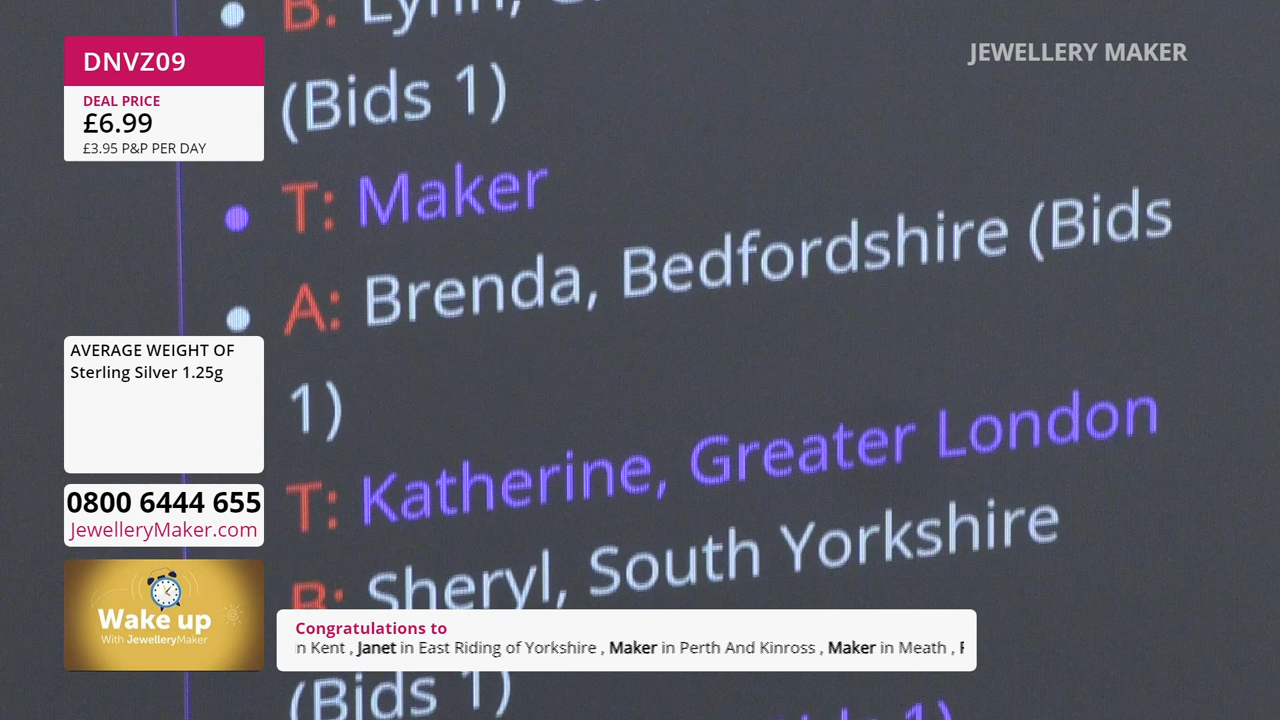 B: Lynn,
(Bids 1)
T: Maker
A: Brenda, Bedfordshire (Bids
1)
T: Katherine, Greater London
B: Sheryl, South Yorkshire
(Bids 1)
JEWELLERY MAKER
DNVZ09
DEAL PRICE
£6.99
£3.95 P&P PER DAY
AVERAGE WEIGHT OF
Sterling Silver 1.25g
0800 6444 655
JewelleryMaker.com
Wake up
With JewelleryMaker
Congratulations to
n Kent , Janet in East Riding of Yorkshire , Maker in Perth And Kinross , Maker in Meath ,